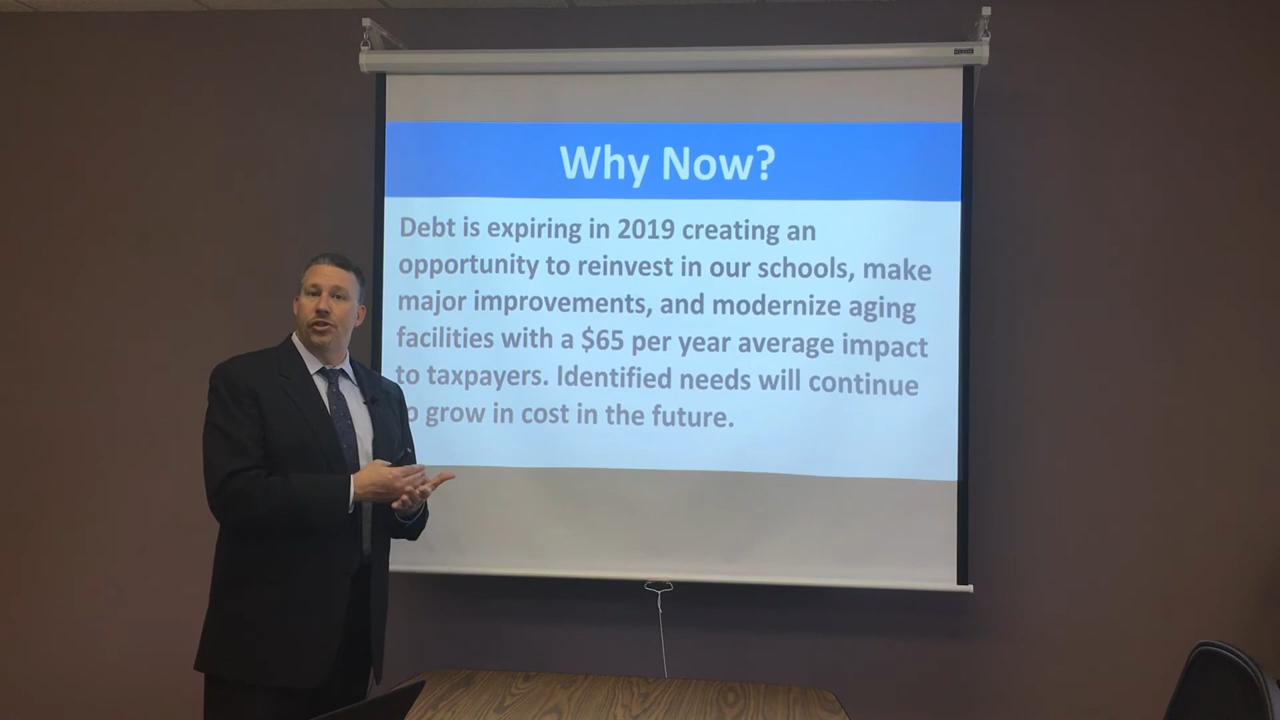 Why Now?
Debt is expiring in 2019 creating an
opportunity to reinvest in our schools, make
major improvements, and modernize aging
facilities with a $65 per year average impact
to taxpayers. Identified needs will continue
to grow in cost in the future.